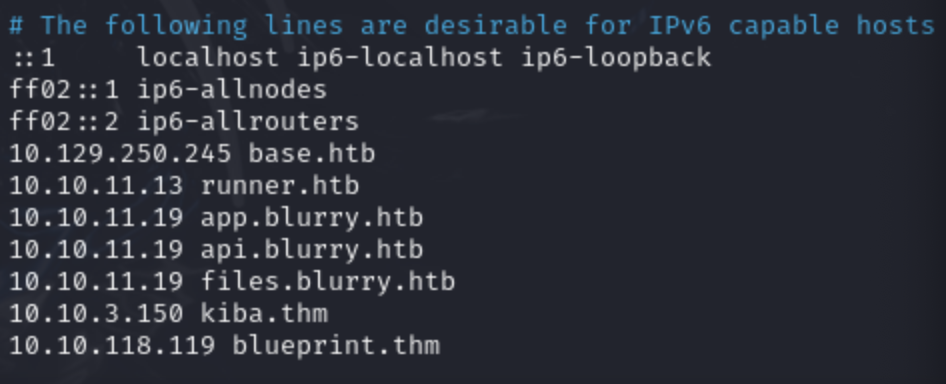 # The following lines are desirable for IPv6 capable hosts
::1     localhost ip6-localhost ip6-loopback
ff02::1 ip6-allnodes
ff02::2 ip6-allrouters
10.129.250.245 base.htb
10.10.11.13 runner.htb
10.10.11.19 app.blurry.htb
10.10.11.19 api.blurry.htb
10.10.11.19 files.blurry.htb
10.10.3.150 kiba.thm
10.10.118.119 blueprint.thm